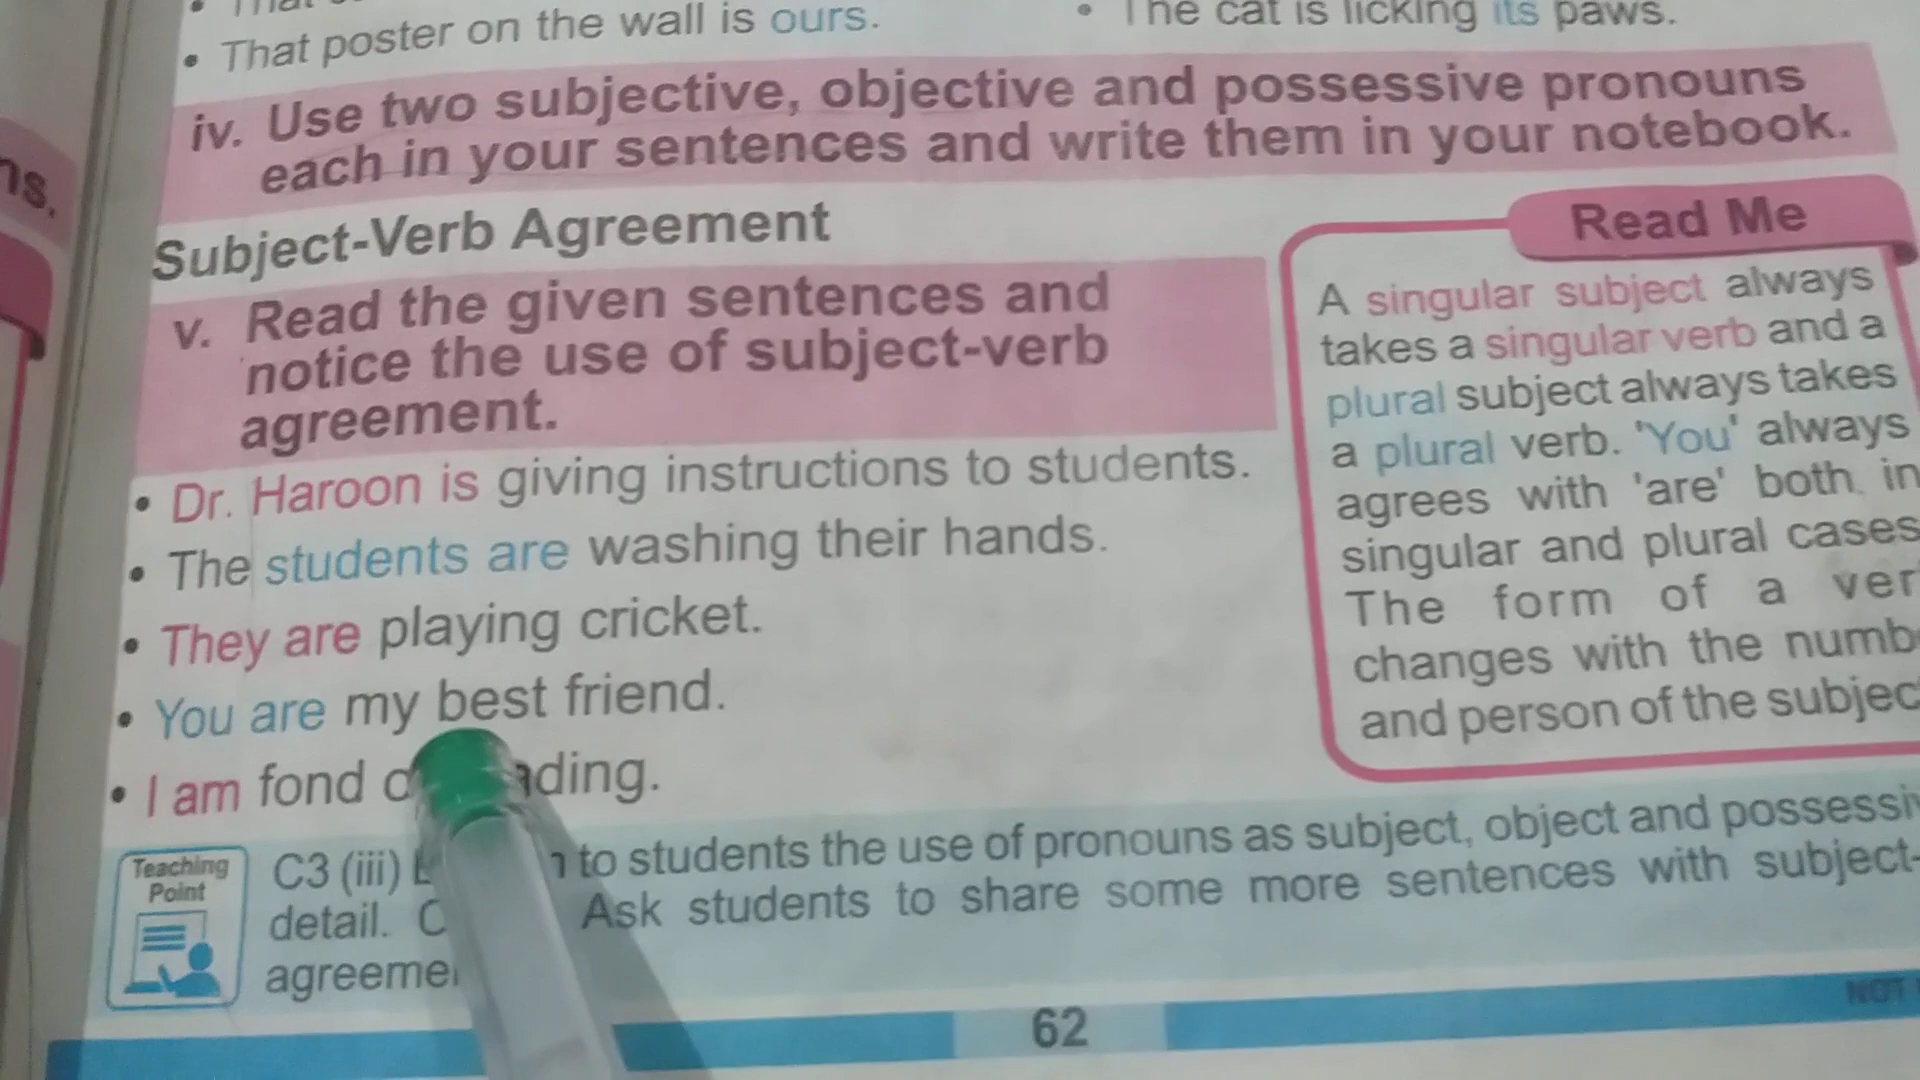 • That poster on the wall is ours.
• The cat is licking its paws.
iv. Use two subjective, objective and possessive pronouns
each in your sentences and write them in your notebook.
Subject-Verb Agreement
v. Read the given sentences and
notice the use of subject-verb
agreement.
• Dr. Haroon is giving instructions to students.
• The students are washing their hands.
• They are playing cricket.
• You are my best friend.
• I am fond
Read Me
A singular subject always
takes a singular verb and a
plural subject always takes
a plural verb. 'You' always
agrees with 'are' both in
singular and plural cases
The form of a
changes with the
and person of the
Teaching
Point
C3 (iii) to students the use of pronouns as subject, object and
detail. Ask students to share some more sentences with subject-
62
NOT